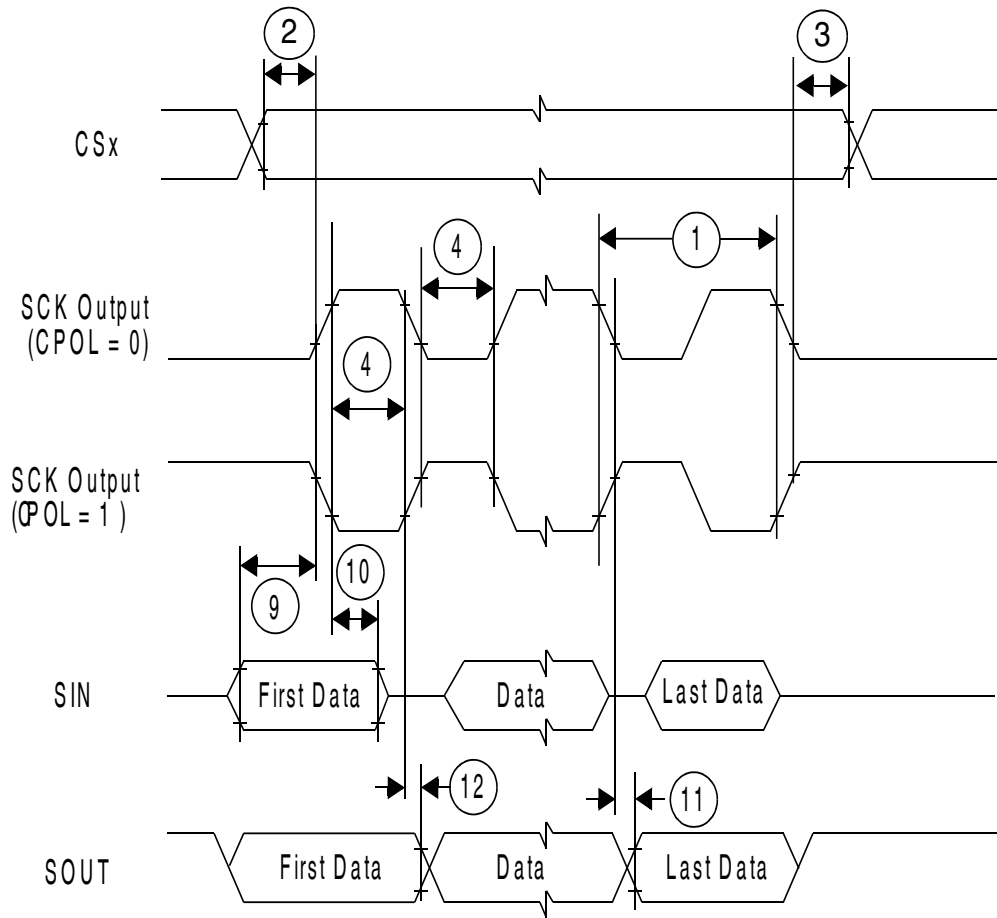 2
3
CSx
1
4
SCK Output
(CPOL = 0)
4
SCK Output
(CPOL = 1 )
10
9
SIN
First Data
Data
Last Data
12
11
SOUT
First Data
Data
Last Data